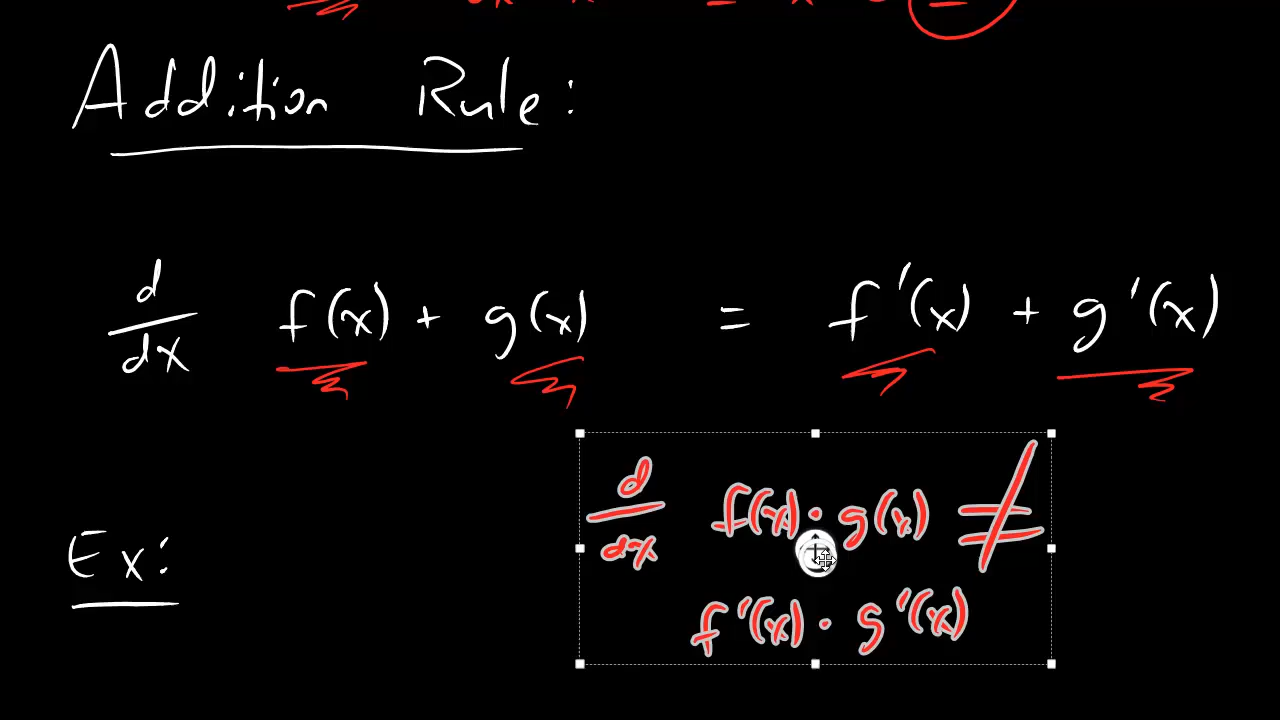 Addition Rule:
d/dx f(x) + g(x) = f'(x) + g'(x)
d/dx f(x) · g(x) ≠
f'(x) · g'(x)
Ex: